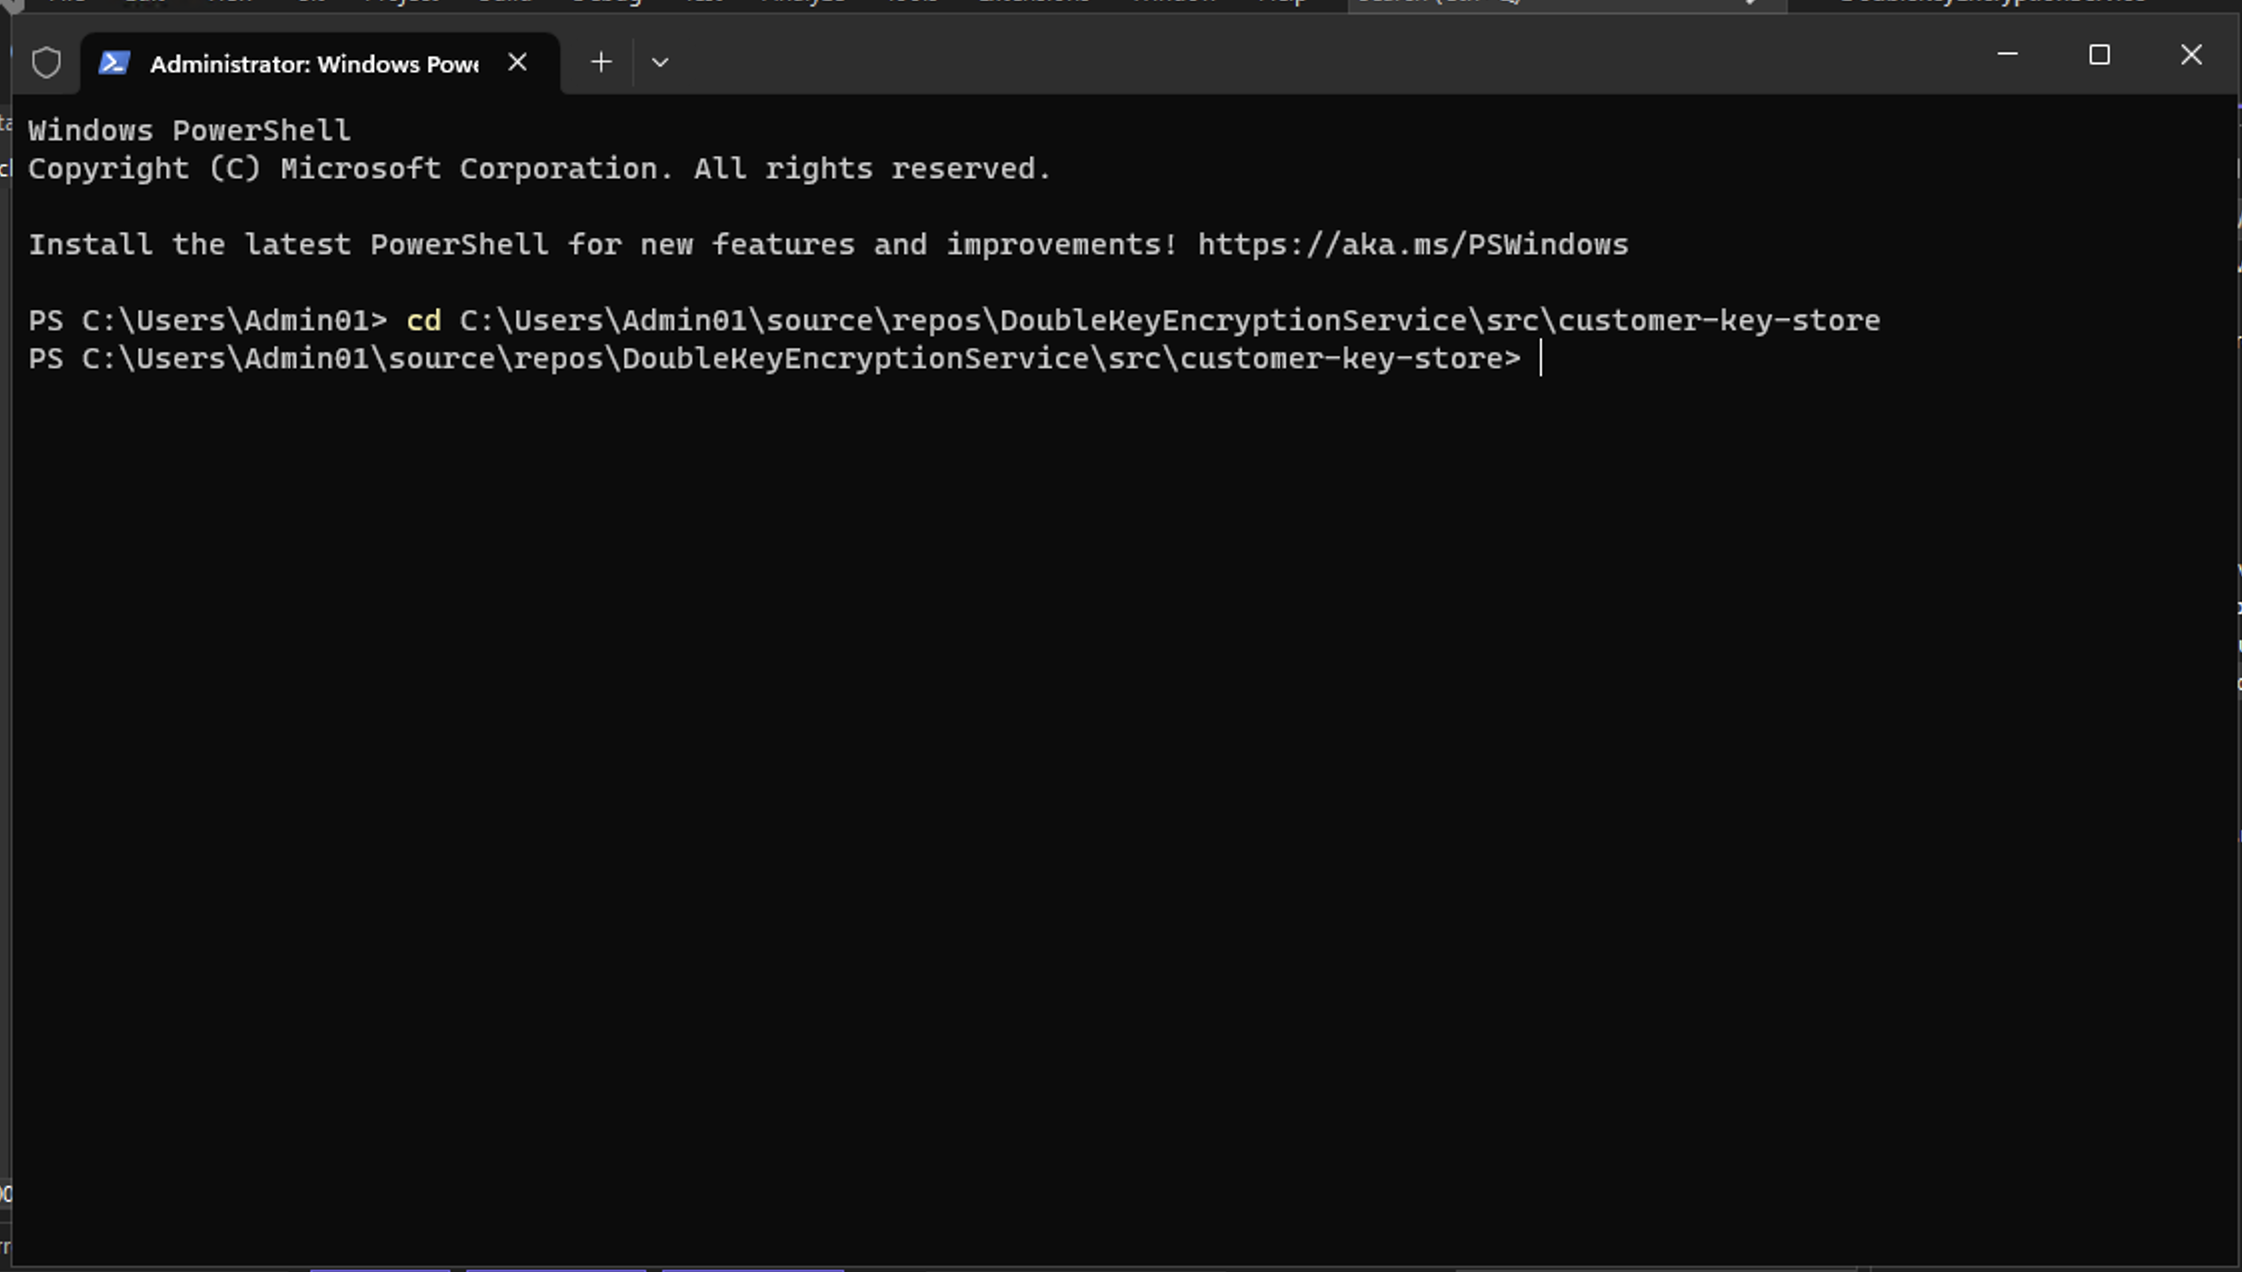 Administrator: Windows Powe
Windows PowerShell
Copyright (C) Microsoft Corporation. All rights reserved.
Install the latest PowerShell for new features and improvements! https://aka.ms/PSWindows
PS C:\Users\Admin01> cd C:\Users\Admin01\source\repos\DoubleKeyEncryptionService\src\customer-key-store
PS C:\Users\Admin01\source\repos\DoubleKeyEncryptionService\src\customer-key-store>